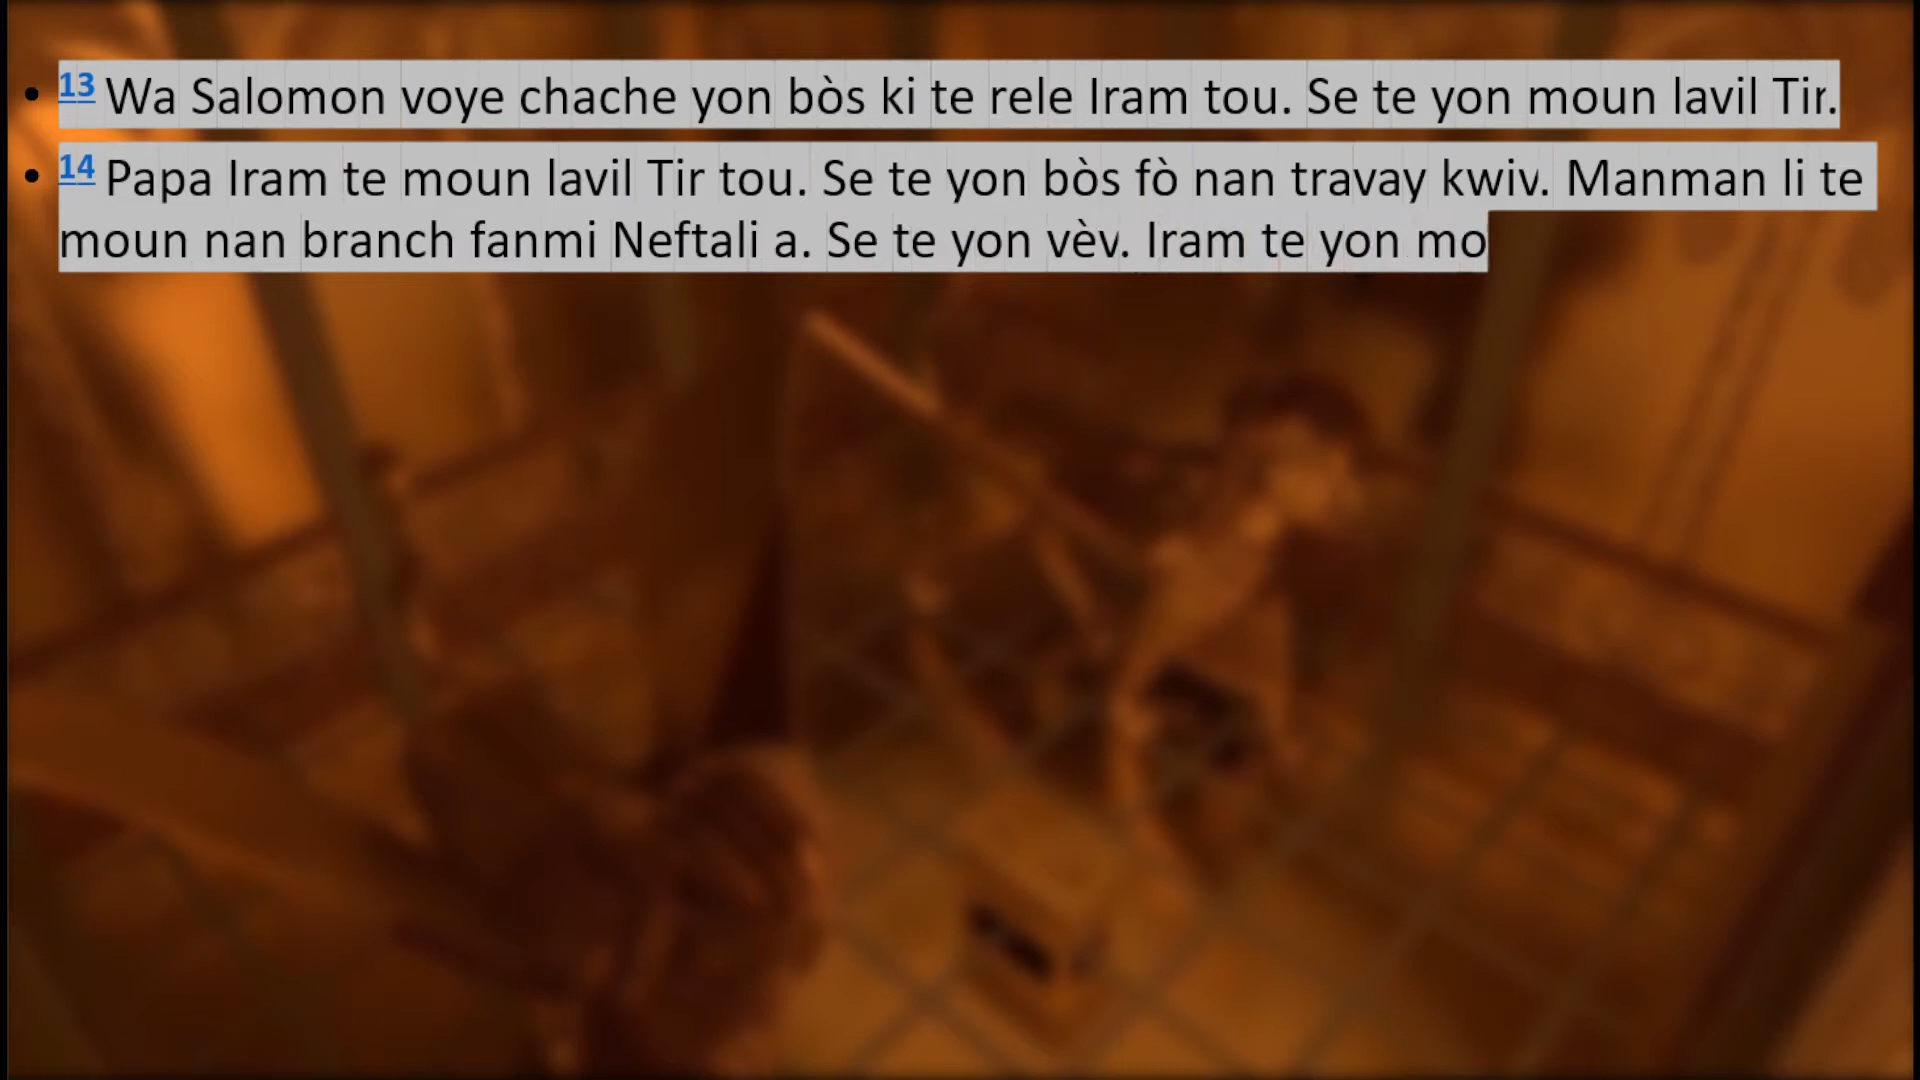 • 13 Wa Salomon voye chache yon bòs ki te rele Iram tou. Se te yon moun lavil Tir.
• 14 Papa Iram te moun lavil Tir tou. Se te yon bòs fò nan travay kwiv. Manman li te
moun nan branch fanmi Neftali a. Se te yon vèv. Iram te yon mo